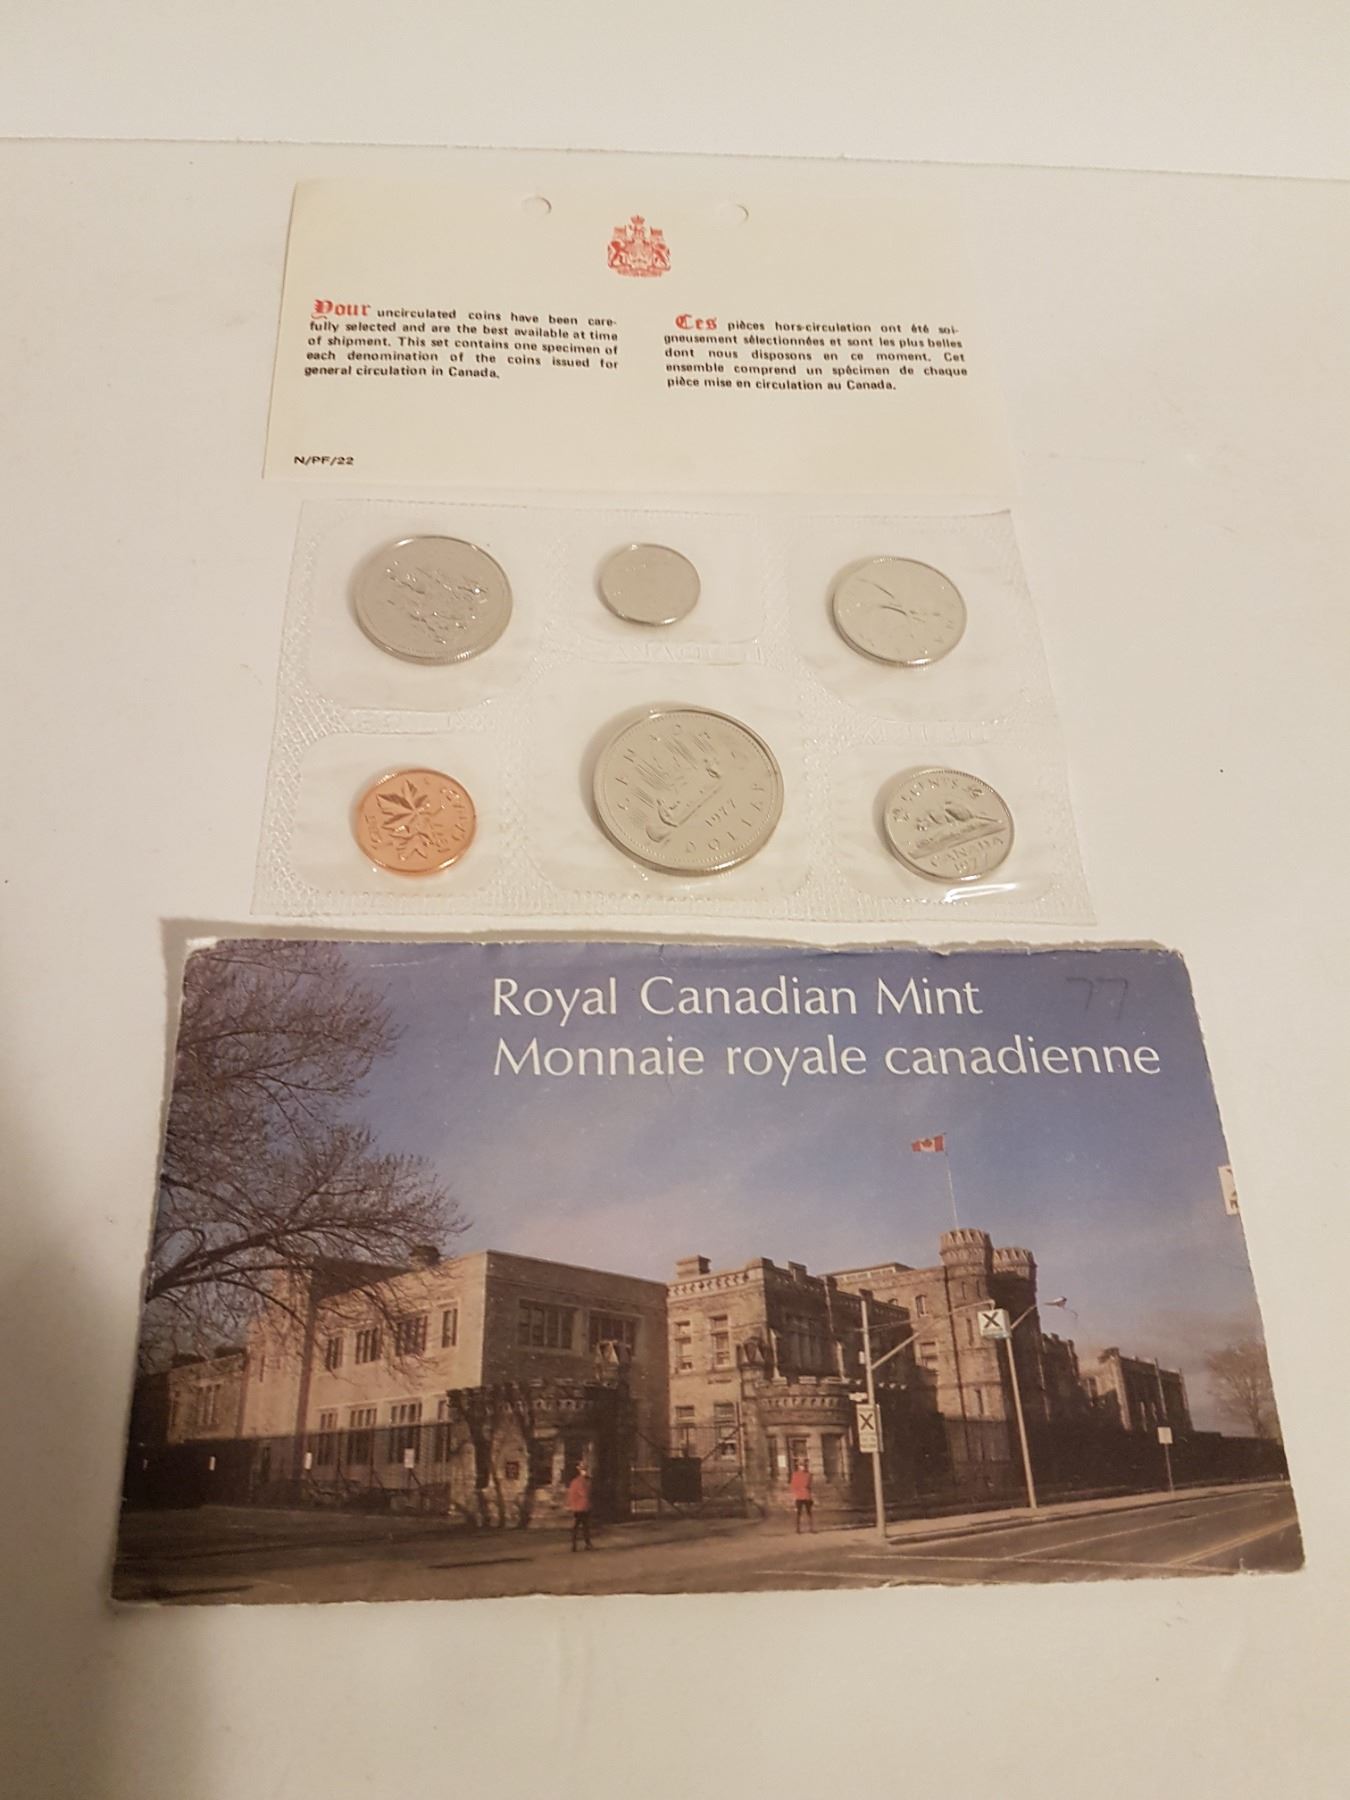 Your uncirculated coins have been care-
fully selected and are the best available at time
of shipment. This set contains one specimen of
each denomination of the coins issued for
general circulation in Canada.
Ces pièces hors-circulation ont été soi-
gneusement sélectionnées et sont les plus belles
dont nous disposons en ce moment. Cet
ensemble comprend un spécimen de chaque
pièce mise en circulation au Canada.
N/PF/22
CANADA
1977
DOLLAR
5 CENTS
CANADA
1977
Royal Canadian Mint
Monnaie royale canadienne
77
X
X